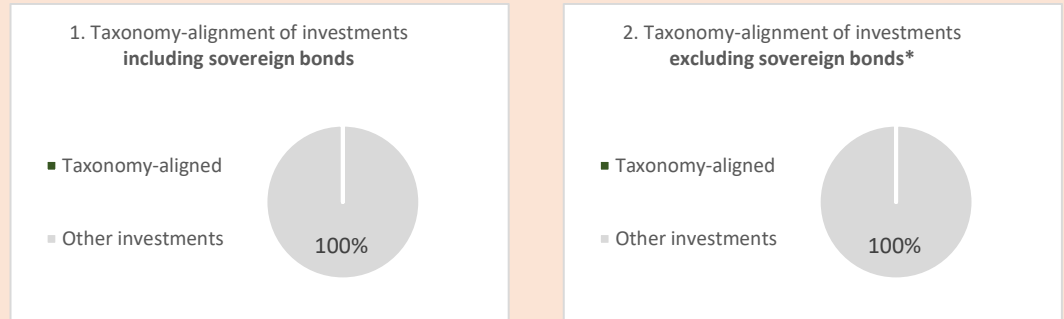 1. Taxonomy-alignment of investments
including sovereign bonds
Taxonomy-aligned
Other investments
100%
2. Taxonomy-alignment of investments
excluding sovereign bonds*
Taxonomy-aligned
Other investments
100%